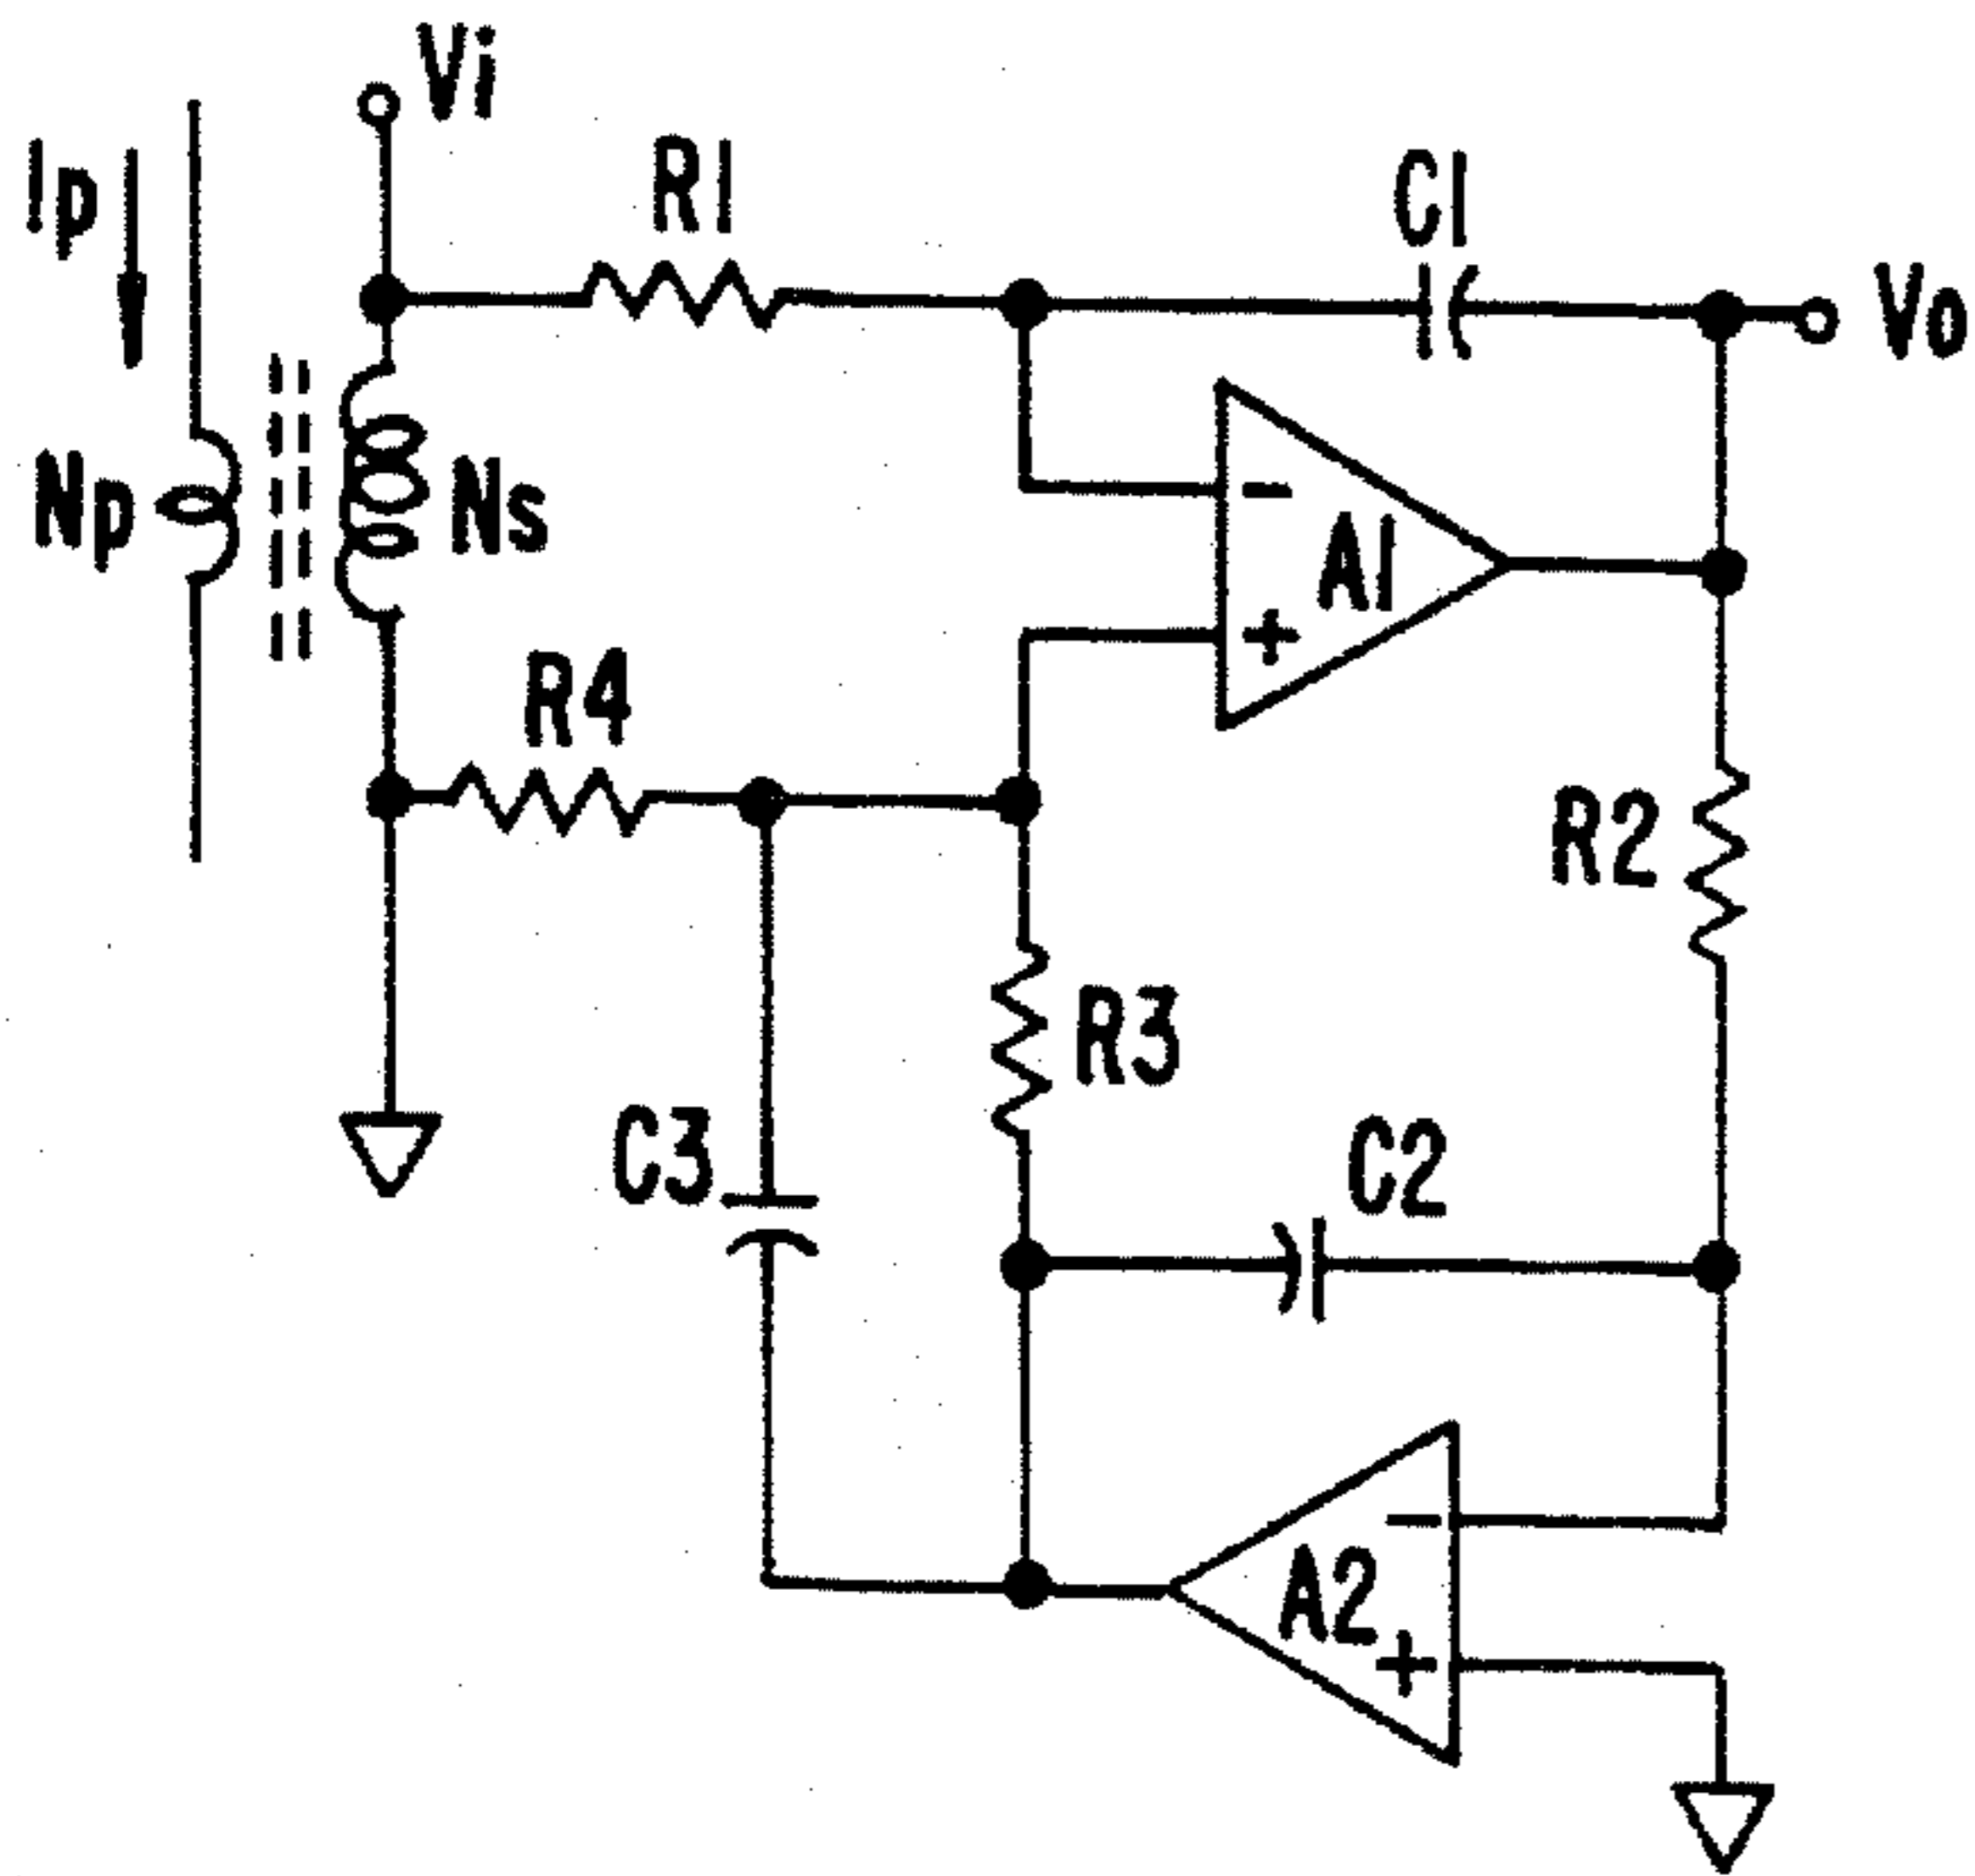 Vi
Ip
R1
C1
Vo
Np
Ns
-
A1
+
R4
R2
R3
C3
C2
-
A2
+